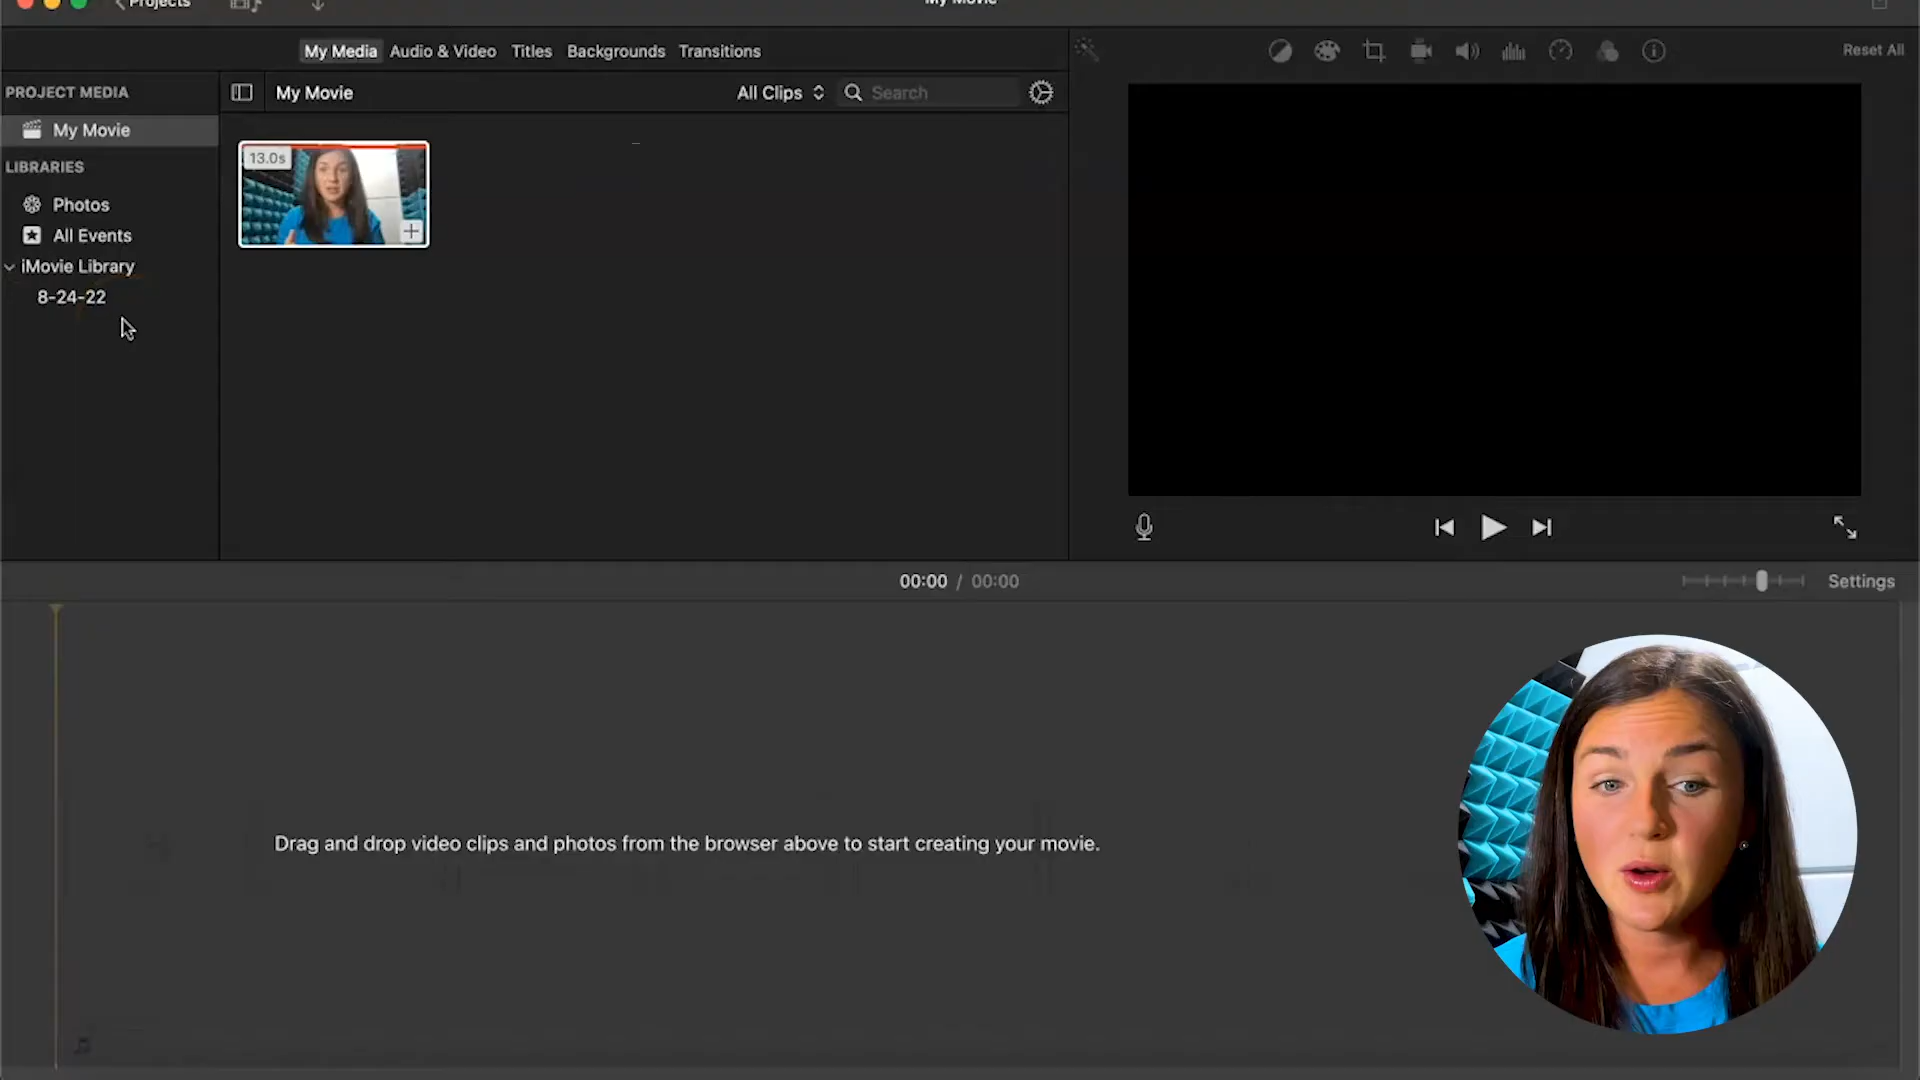 Projects
My Movie
My Media Audio & Video Titles Backgrounds Transitions
Reset All
PROJECT MEDIA
My Movie
All Clips
Search
My Movie
13.0s
LIBRARIES
Photos
All Events
iMovie Library
8-24-22
00:00 / 00:00
Settings
Drag and drop video clips and photos from the browser above to start creating your movie.